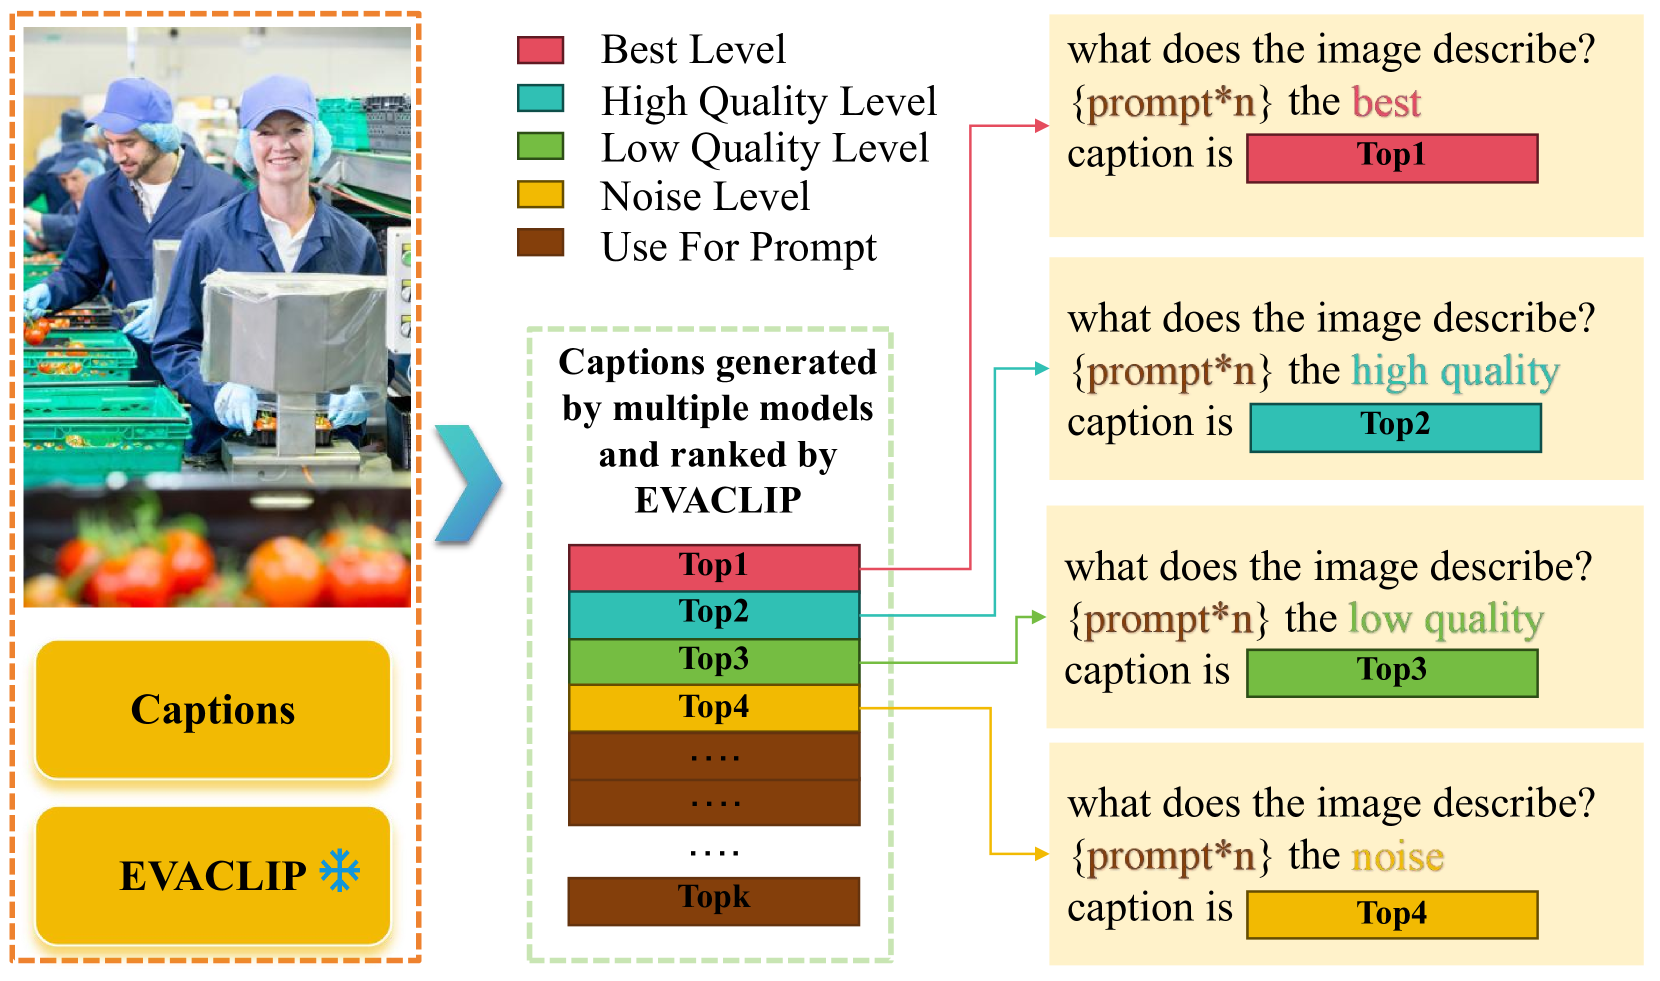 Captions
EVACLIP
Best Level
High Quality Level
Low Quality Level
Noise Level
Use For Prompt
Captions generated
by multiple models
and ranked by
EVACLIP
Top1
Top2
Top3
Top4
....
....
....
Topk
what does the image describe?
{prompt*n} the best
caption is Top1
what does the image describe?
{prompt*n} the high quality
caption is Top2
what does the image describe?
{prompt*n} the low quality
caption is Top3
what does the image describe?
{prompt*n} the noise
caption is Top4